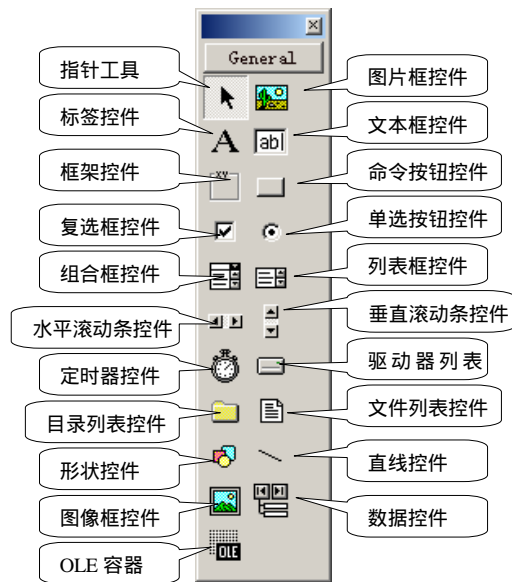 General
指针工具
图片框控件
标签控件
A
abl
文本框控件
框架控件
XY
命令按钮控件
复选框控件
单选按钮控件
组合框控件
列表框控件
水平滚动条控件
垂直滚动条控件
定时器控件
驱动器列表
目录列表控件
文件列表控件
形状控件
直线控件
图像框控件
数据控件
OLE 容器
OLE